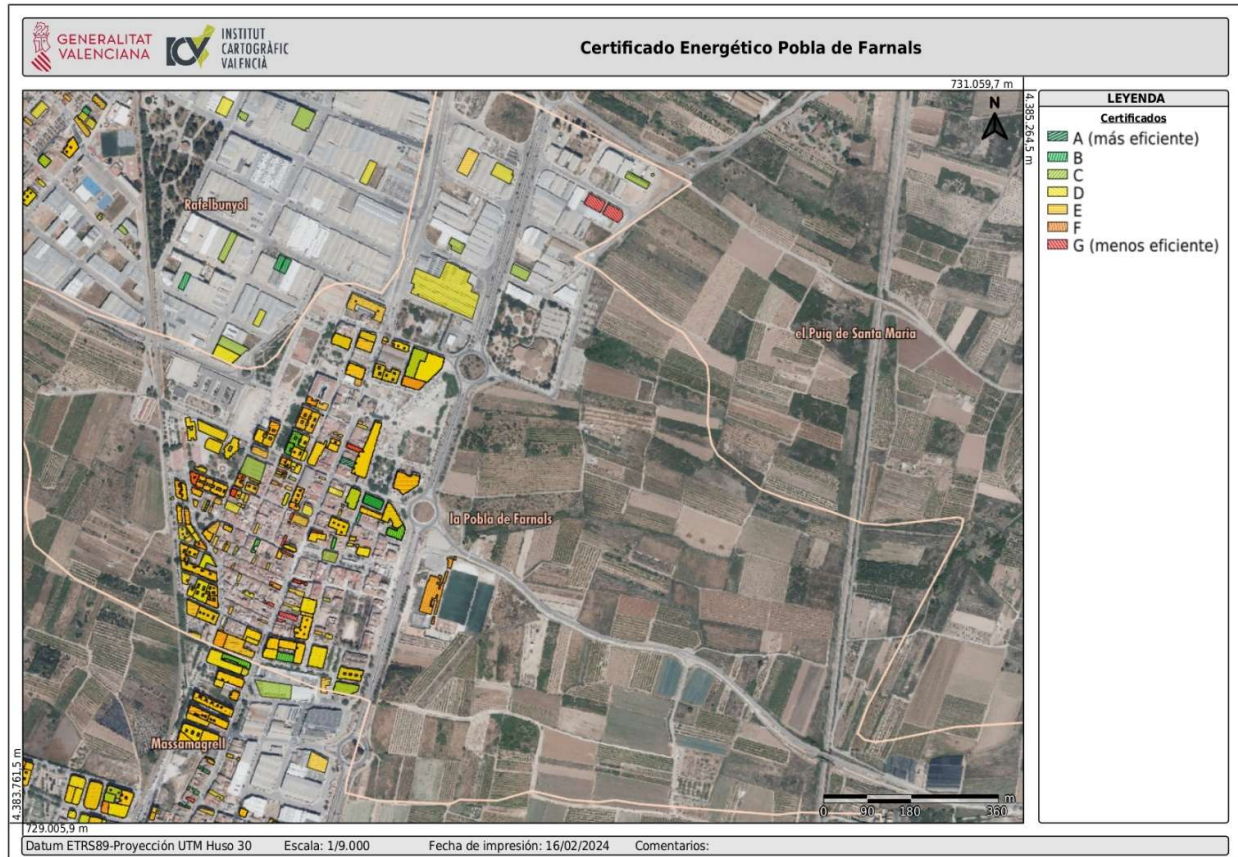 GENERALITAT
VALENCIANA
INSTITUT
CARTOGRÀFIC
VALENCIÀ
Certificado Energético Pobla de Farnals
731.059,7 m
4.385.264,5 m
N
LEYENDA
Certificados
A (más eficiente)
B
C
D
E
F
G (menos eficiente)
Rafelbunyol
el Puig de Santa Maria
la Pobla de Farnals
Massamagrell
4.383.761,5 m
729.005,9 m
m
0 90 180 360
Datum ETRS89-Proyección UTM Huso 30 Escala: 1/9.000 Fecha de impresión: 16/02/2024 Comentarios: